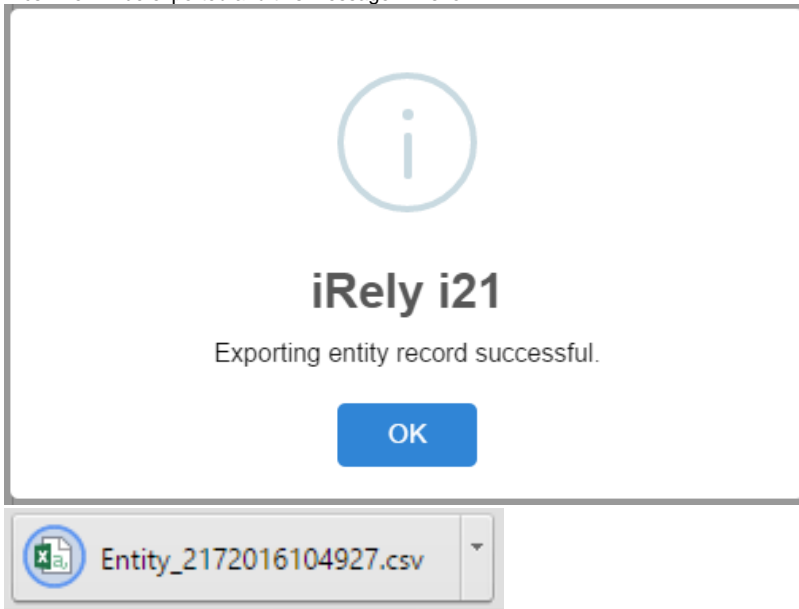 iRely i21
Exporting entity record successful.
OK
Entity_2172016104927.csv